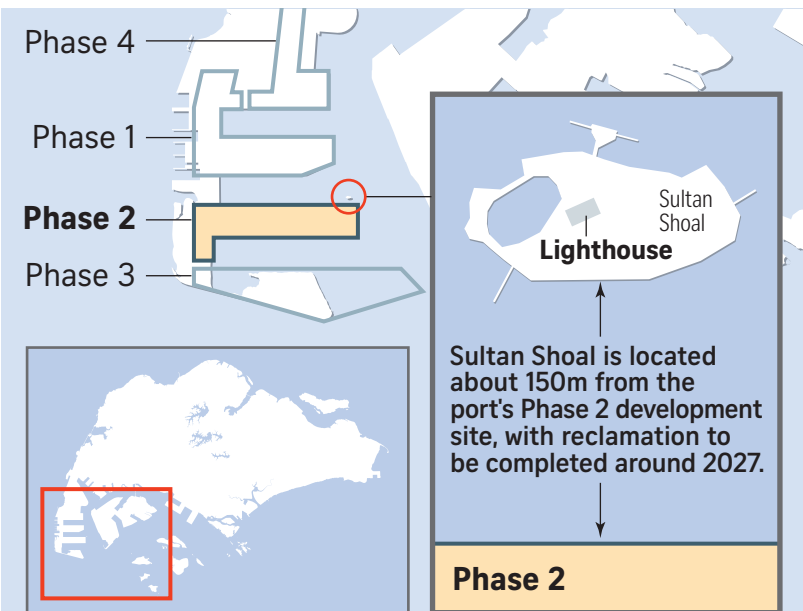 Phase 4
Phase 1
Phase 2
Phase 3
Sultan
Shoal
Lighthouse
Sultan Shoal is located
about 150m from the
port's Phase 2 development
site, with reclamation to
be completed around 2027.
Phase 2